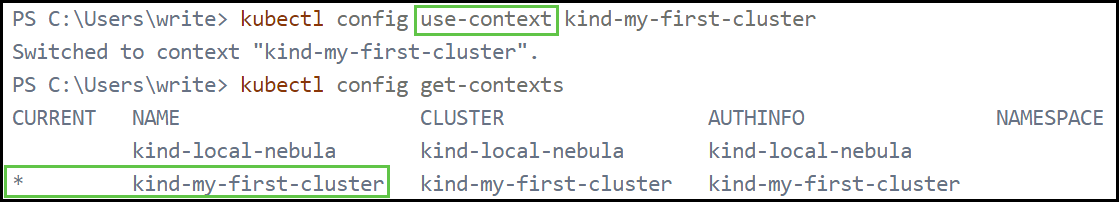 PS C:\Users\write> kubectl config use-context kind-my-first-cluster
Switched to context "kind-my-first-cluster".
PS C:\Users\write> kubectl config get-contexts
CURRENT   NAME                    CLUSTER                 AUTHINFO                NAMESPACE
          kind-local-nebula       kind-local-nebula       kind-local-nebula
*         kind-my-first-cluster   kind-my-first-cluster   kind-my-first-cluster